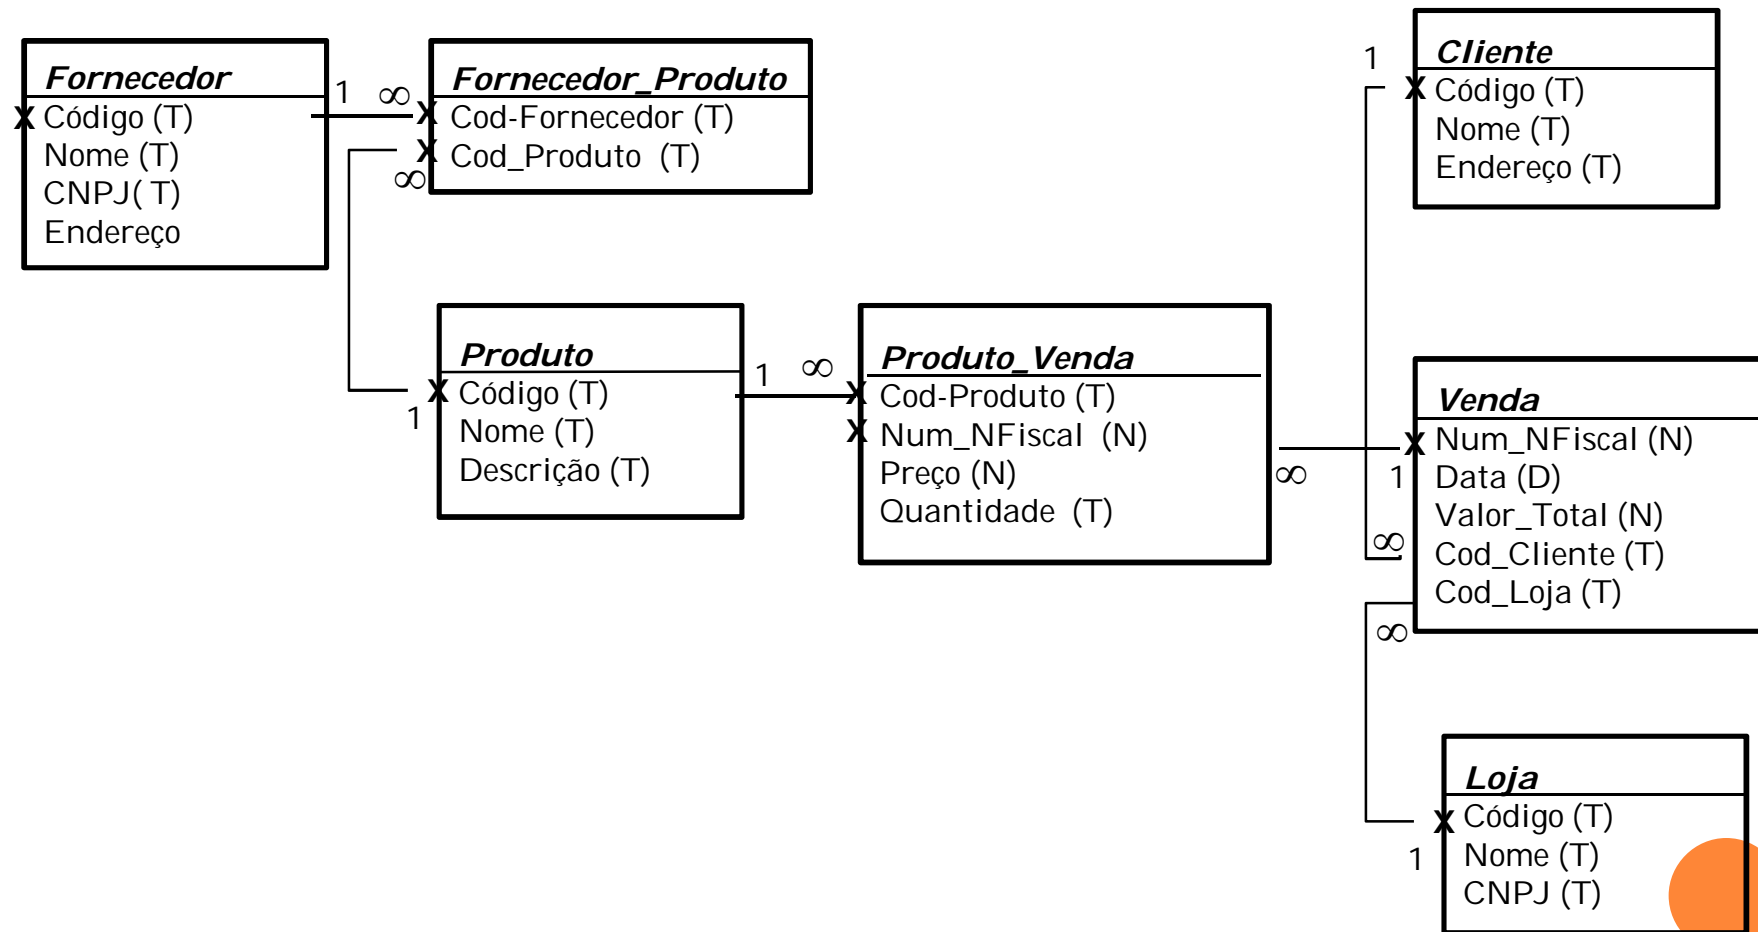 Fornecedor
X Código (T)
Nome (T)
CNPJ( T)
Endereço
1 ∞
Fornecedor_Produto
X Cod-Fornecedor (T)
X Cod_Produto (T)
∞
1
Cliente
X Código (T)
Nome (T)
Endereço (T)
Produto
X Código (T)
1
Nome (T)
Descrição (T)
1 ∞
Produto_Venda
X Cod-Produto (T)
X Num_NFiscal (N)
Preço (N)
Quantidade (T)
∞ 1
Venda
X Num_NFiscal (N)
Data (D)
Valor_Total (N)
∞
Cod_Cliente (T)
Cod_Loja (T)
∞
Loja
X Código (T)
1
Nome (T)
CNPJ (T)